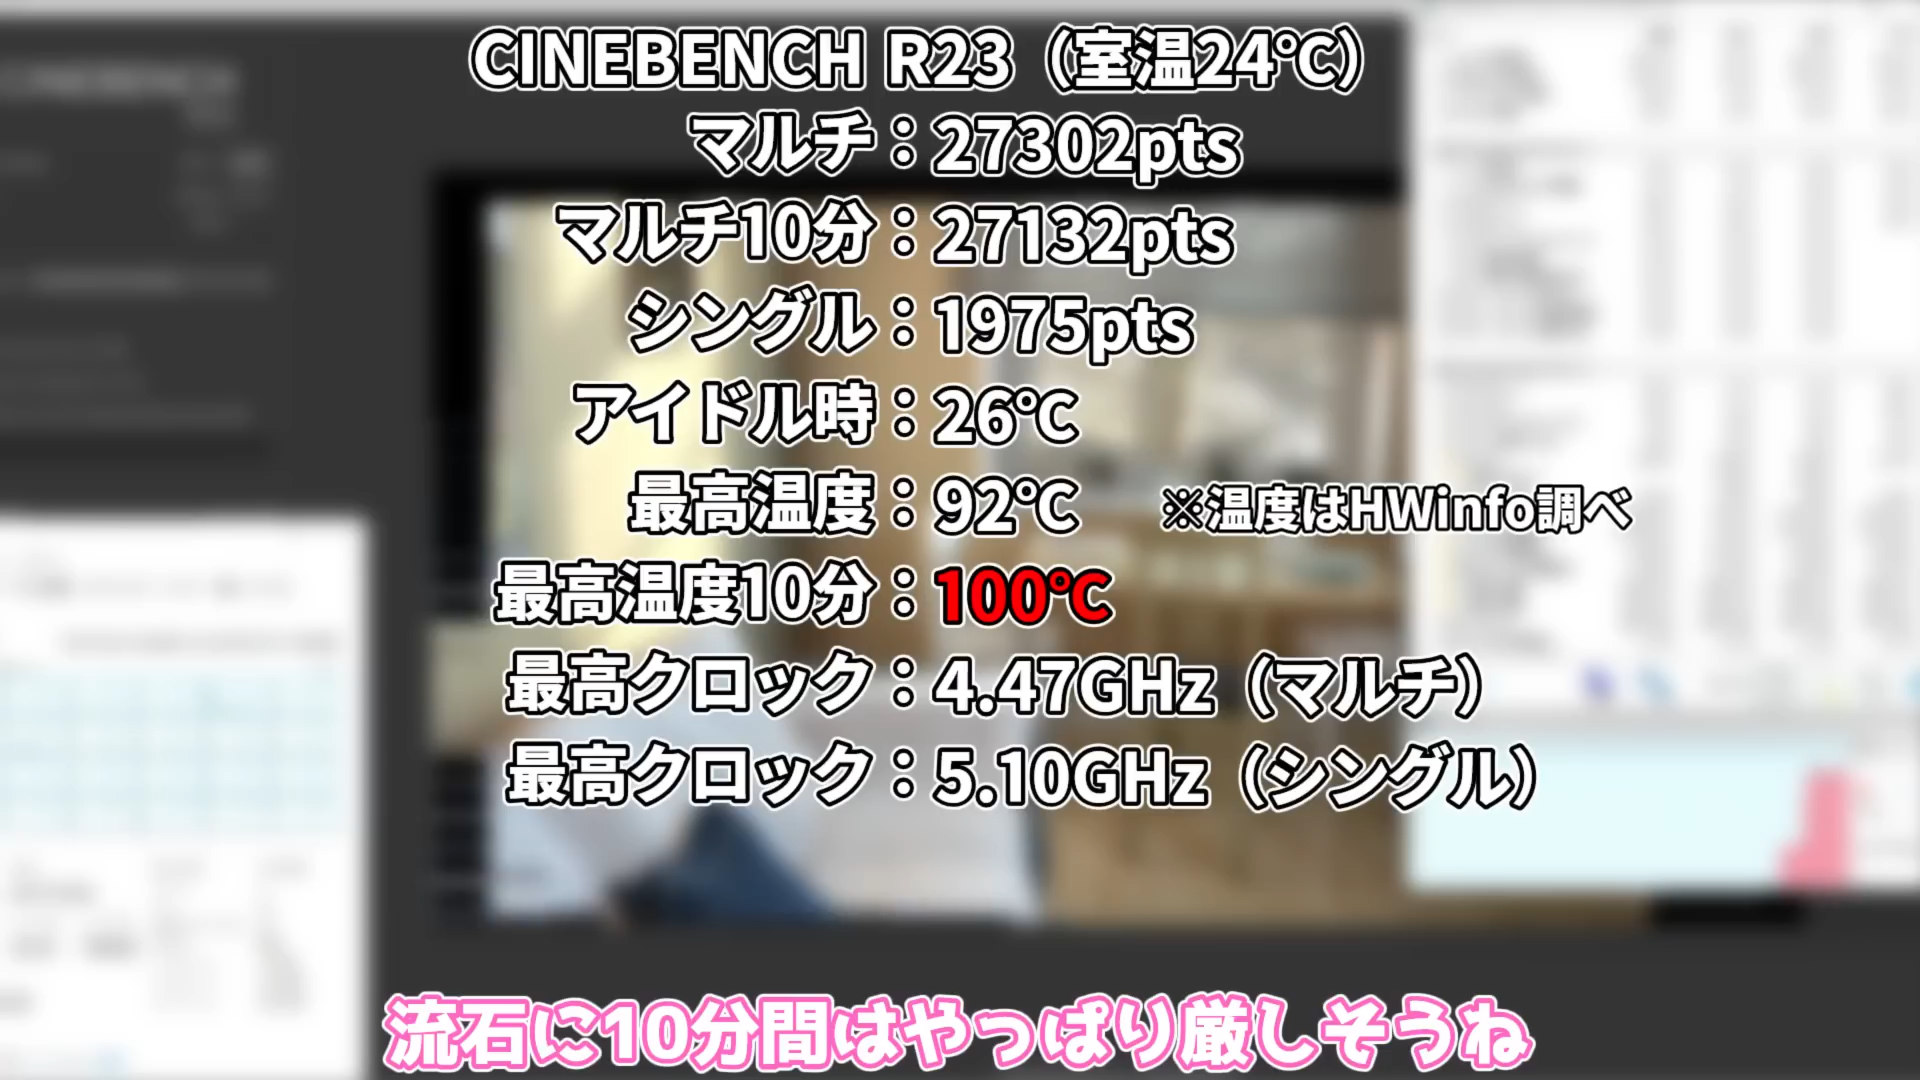 CINEBENCH R23（室温24℃）
マルチ：27302pts
マルチ10分：27132pts
シングル：1975pts
アイドル時：26℃
最高温度：92℃　※温度はHWinfo調べ
最高温度10分：100℃
最高クロック：4.47GHz（マルチ）
最高クロック：5.10GHz（シングル）
流石に10分間はやっぱり厳しそうね